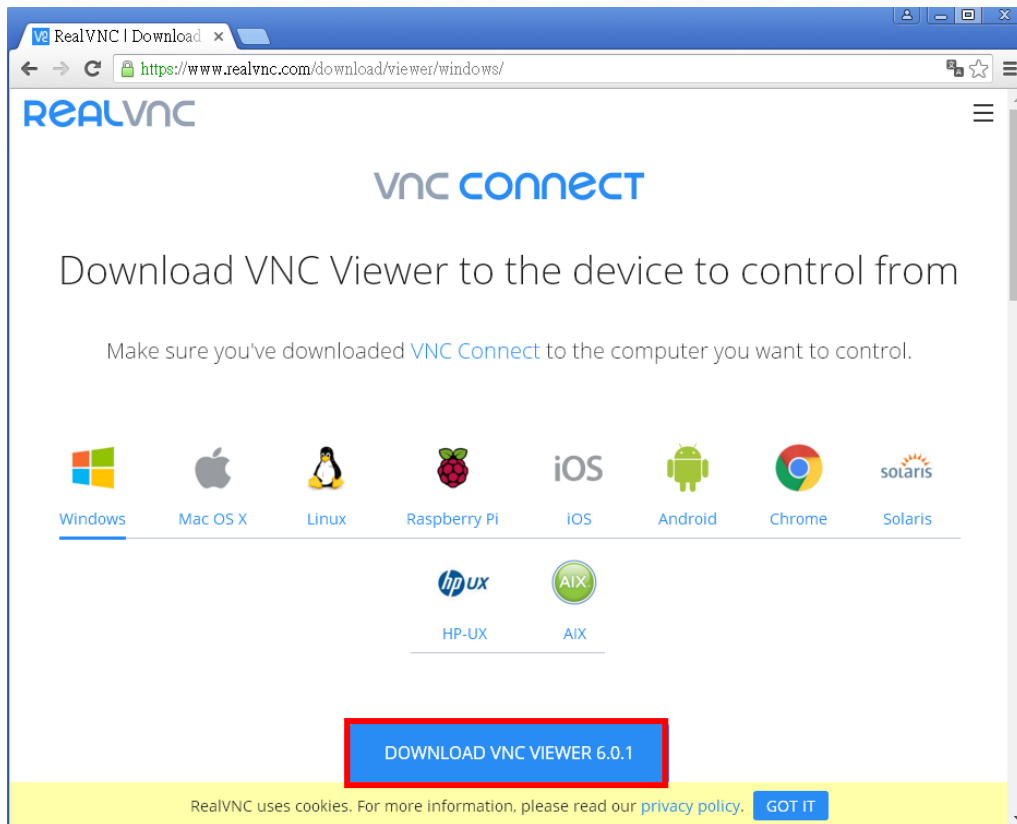 RealVNC | Download
https://www.realvnc.com/download/viewer/windows/
REALVNC
VNC CONNECT
Download VNC Viewer to the device to control from
Make sure you've downloaded VNC Connect to the computer you want to control.
iOS
solaris
Windows
Mac OS X
Linux
Raspberry Pi
iOS
Android
Chrome
Solaris
hp UX
AIX
HP-UX
AIX
DOWNLOAD VNC VIEWER 6.0.1
RealVNC uses cookies. For more information, please read our privacy policy.
GOT IT